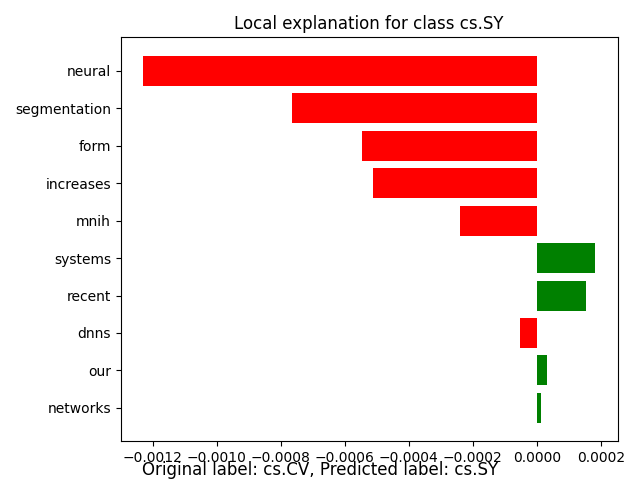 Local explanation for class cs.SY
neural
segmentation
form
increases
mnih
systems
recent
dnns
our
networks
−0.0012 −0.0010 −0.0008 −0.0006 −0.0004 −0.0002 0.0000 0.0002
Original label: cs.CV, Predicted label: cs.SY